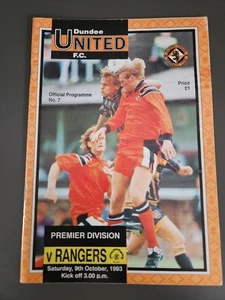 Dundee
UNITED
F.C.
Official Programme
No. 7
Price
£1
PREMIER DIVISION
V RANGERS
Saturday, 9th October, 1993
Kick off 3.00 p.m.